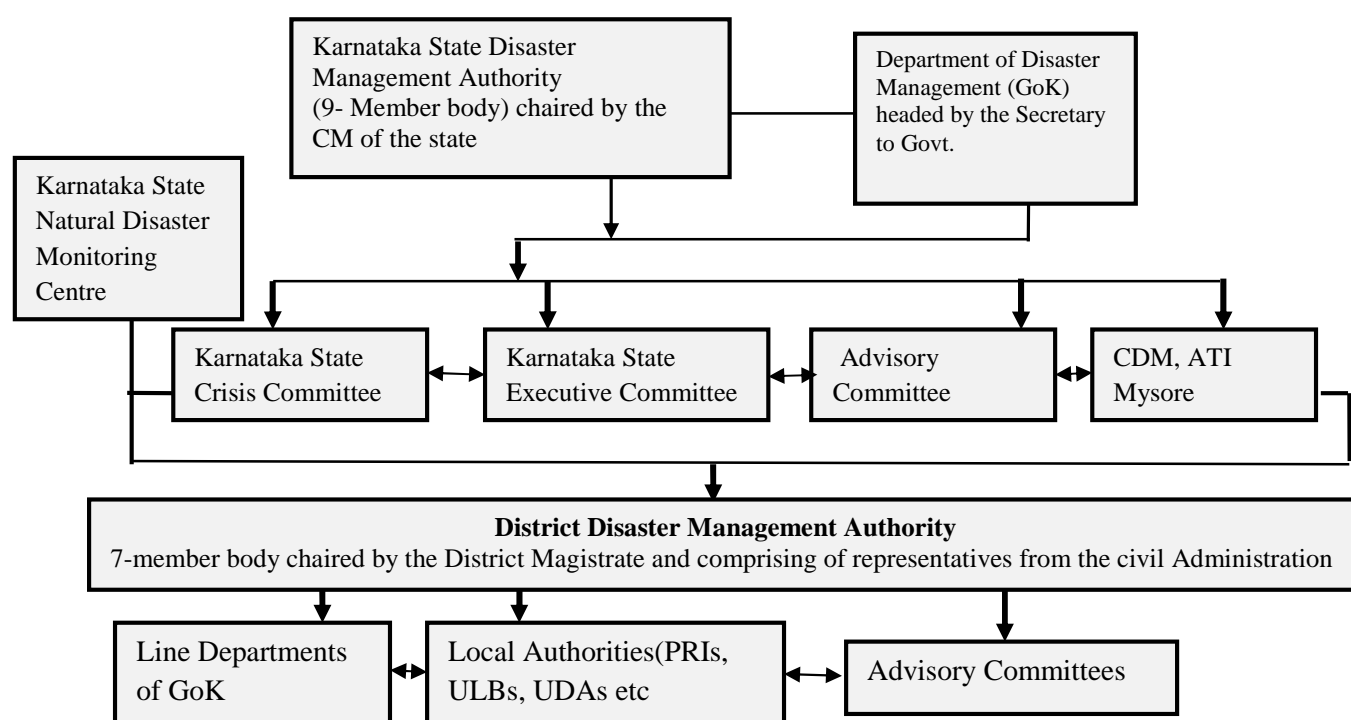 Karnataka State Disaster
Management Authority
(9- Member body) chaired by the
CM of the state
Department of Disaster
Management (GoK)
headed by the Secretary
to Govt.
Karnataka State
Natural Disaster
Monitoring
Centre
Karnataka State
Crisis Committee
Karnataka State
Executive Committee
Advisory
Committee
CDM, ATI
Mysore
District Disaster Management Authority
7-member body chaired by the District Magistrate and comprising of representatives from the civil Administration
Line Departments
of GoK
Local Authorities(PRIs,
ULBs, UDAs etc
Advisory Committees